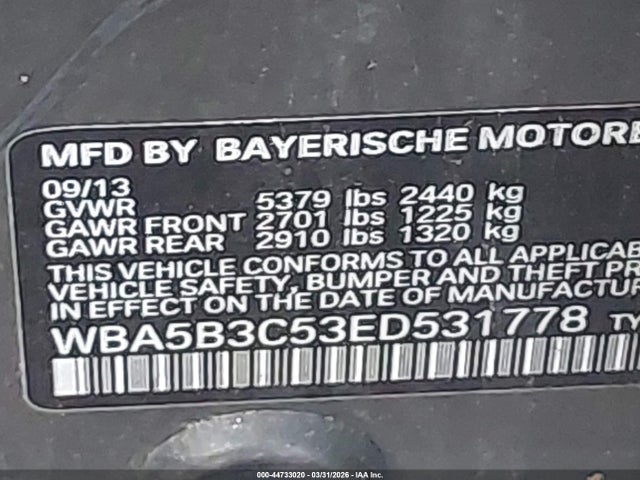 MFD BY BAYERISCHE MOTORE
09/13
GVWR 5379 lbs 2440 kg
GAWR FRONT 2701 lbs 1225 kg
GAWR REAR 2910 lbs 1320 kg
THIS VEHICLE CONFORMS TO ALL APPLICAB
VEHICLE SAFETY, BUMPER AND THEFT PR
IN EFFECT ON THE DATE OF MANUFACTUR
WBA5B3C53ED531778 TY
000-44733020 - 03/31/2026 - IAA Inc.